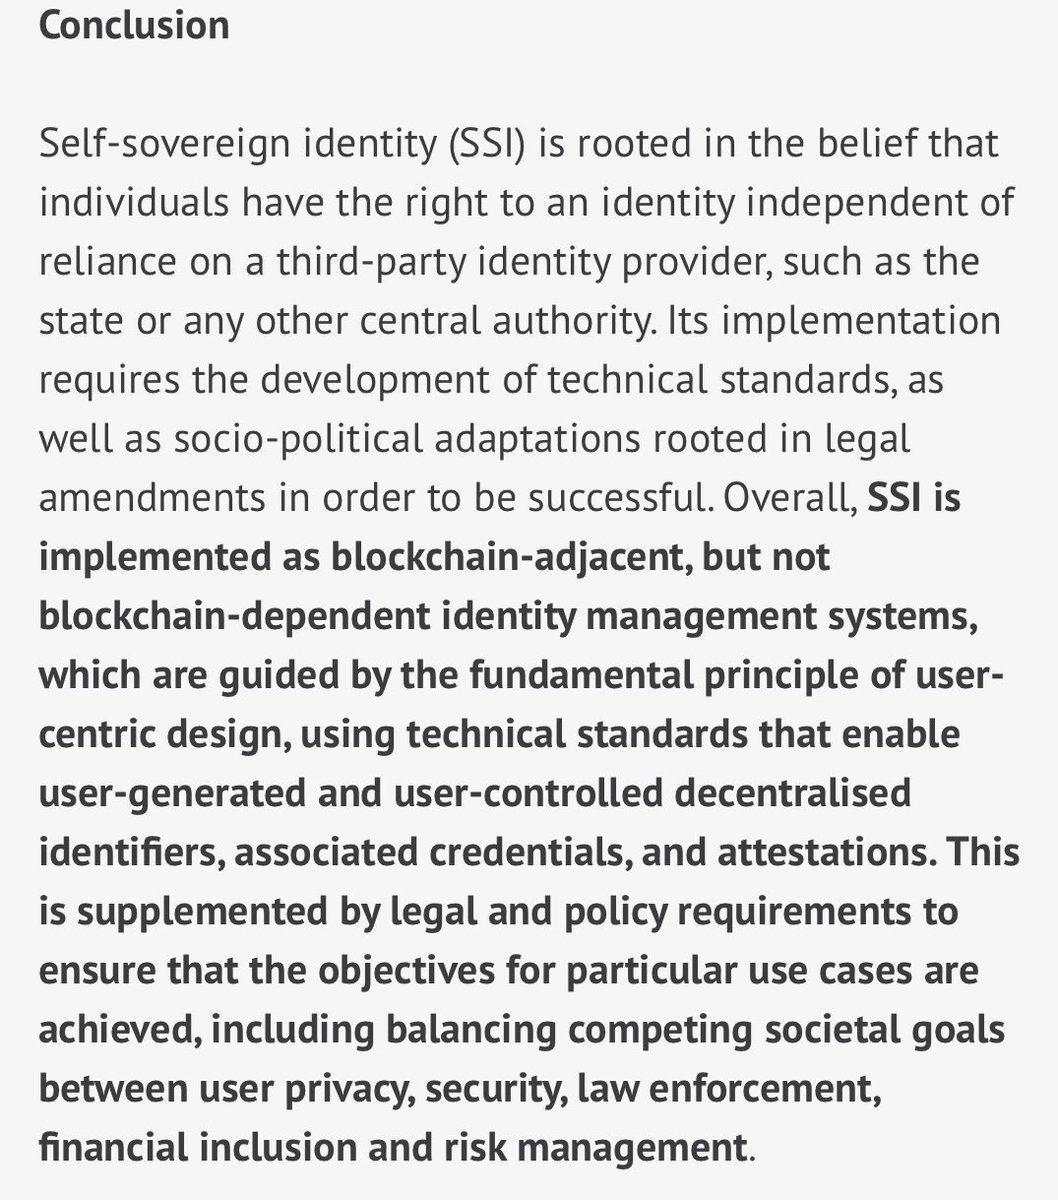 Conclusion
Self-sovereign identity (SSI) is rooted in the belief that
individuals have the right to an identity independent of
reliance on a third-party identity provider, such as the
state or any other central authority. Its implementation
requires the development of technical standards, as
well as socio-political adaptations rooted in legal
amendments in order to be successful. Overall, SSI is
implemented as blockchain-adjacent, but not
blockchain-dependent identity management systems,
which are guided by the fundamental principle of user-
centric design, using technical standards that enable
user-generated and user-controlled decentralised
identifiers, associated credentials, and attestations. This
is supplemented by legal and policy requirements to
ensure that the objectives for particular use cases are
achieved, including balancing competing societal goals
between user privacy, security, law enforcement,
financial inclusion and risk management.